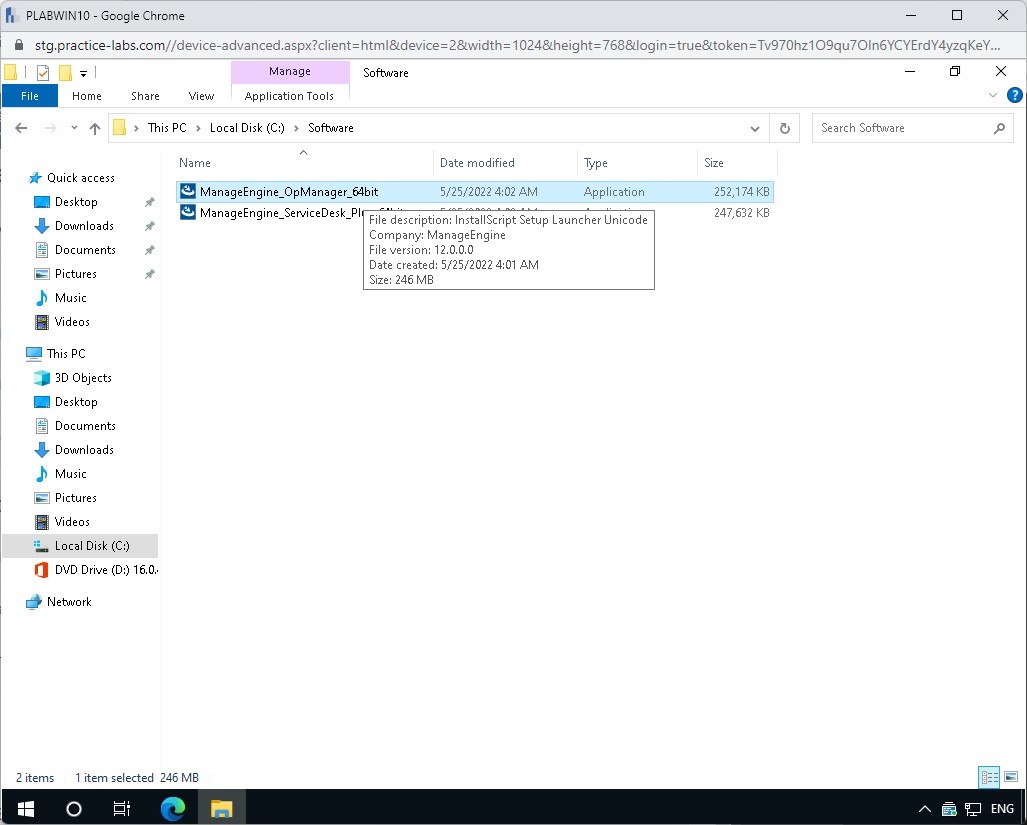 PLABWIN10 - Google Chrome
stg.practice-labs.com//device-advanced.aspx?client=html&device=2&width=1024&height=768&login=true&token=Tv970hz1O9qu7OIn6YCYErdY4yzqKeY...
Manage
Software
File
Home
Share
View
Application Tools
This PC
Local Disk (C:)
Software
Search Software
Name
Date modified
Type
Size
ManageEngine_OpManager_64bit
5/25/2022 4:02 AM
Application
252,174 KB
ManageEngine_ServiceDesk_Plus_64bit
247,632 KB
File description: InstallScript Setup Launcher Unicode
Company: ManageEngine
File version: 12.0.0.0
Date created: 5/25/2022 4:01 AM
Size: 246 MB
Quick access
Desktop
Downloads
Documents
Pictures
Music
Videos
This PC
3D Objects
Desktop
Documents
Downloads
Music
Pictures
Videos
Local Disk (C:)
DVD Drive (D:) 16.0.
Network
2 items
1 item selected 246 MB
ENG